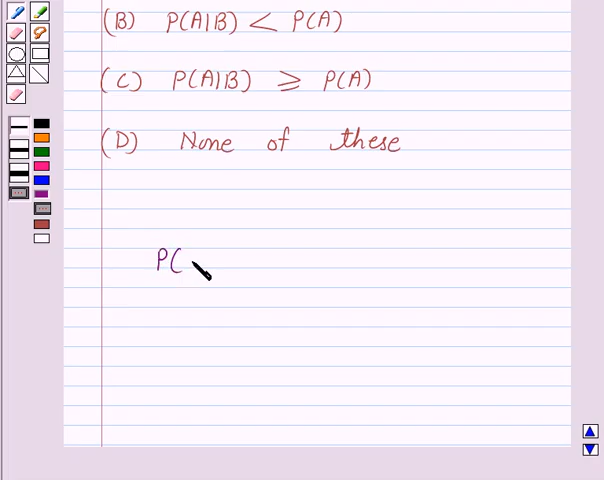 (B) P(A|B) < P(A)
(C) P(A|B) ≥ P(A)
(D) None of these
P(